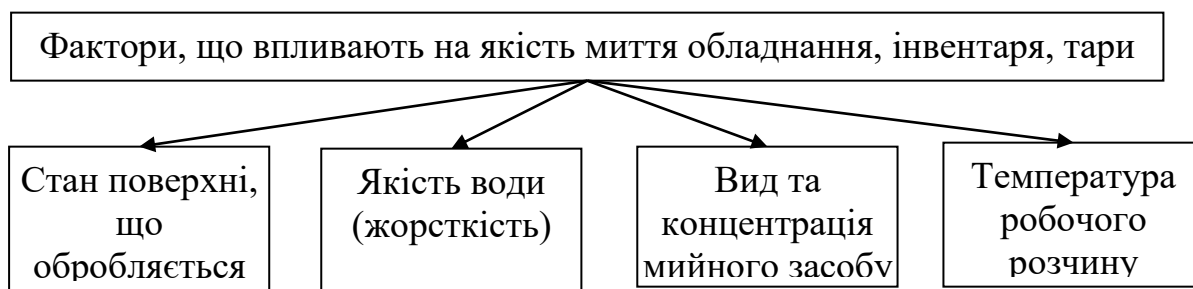 Фактори, що впливають на якість миття обладнання, інвентаря, тари
Стан поверхні,
що
обробляється
Якість води
(жорсткість)
Вид та
концентрація
мийного засобу
Температура
робочого
розчину